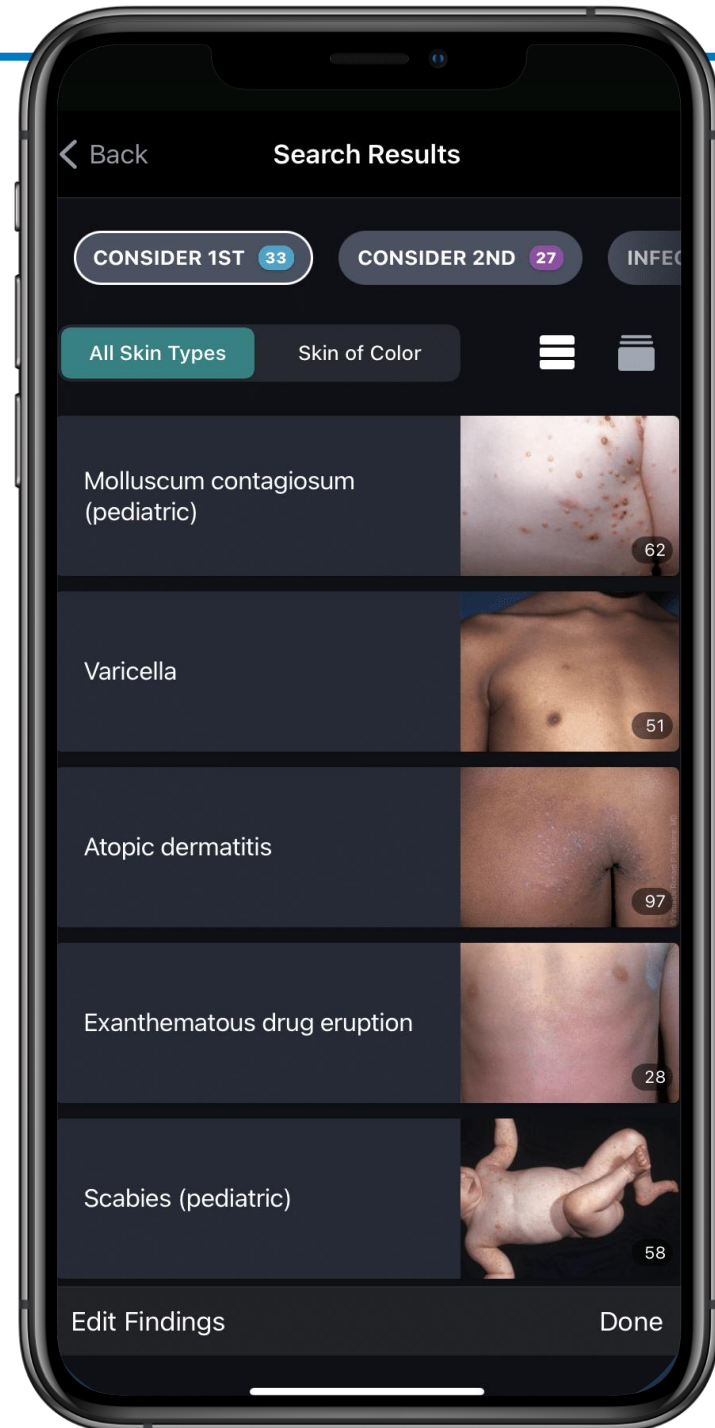 Back
Search Results
CONSIDER 1ST 33
CONSIDER 2ND 27
INFEC
All Skin Types
Skin of Color
Molluscum contagiosum
(pediatric)
62
Varicella
51
Atopic dermatitis
97
Exanthematous drug eruption
28
Scabies (pediatric)
58
Edit Findings
Done